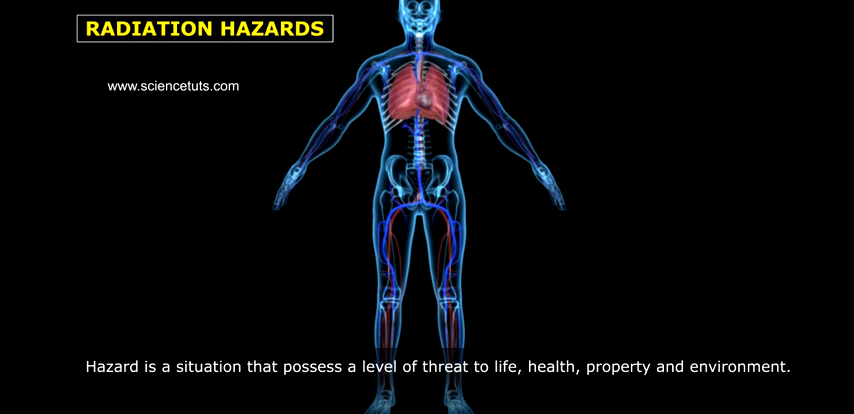 RADIATION HAZARDS
www.sciencetuts.com
Hazard is a situation that possess a level of threat to life, health, property and environment.